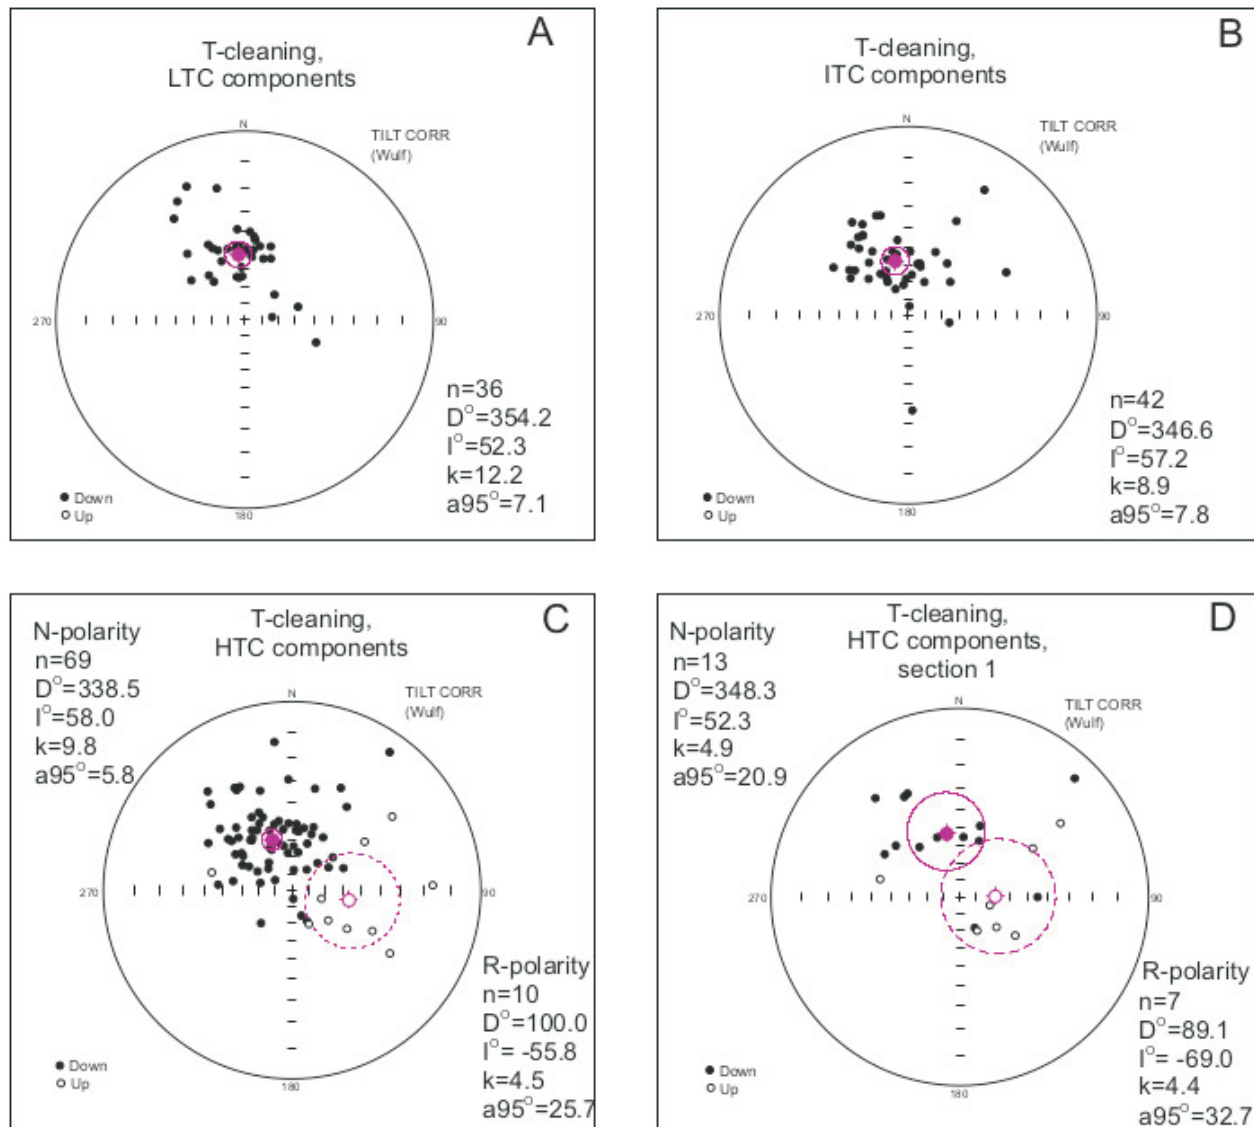 A
T-cleaning,
LTC components
N
TILT CORR
(Wulf)
270
90
n=36
D°=354.2
I°=52.3
k=12.2
a95°=7.1
Down
Up
180
B
T-cleaning,
ITC components
N
TILT CORR
(Wulf)
270
90
n=42
D°=346.6
I°=57.2
k=8.9
a95°=7.8
Down
Up
180
C
T-cleaning,
HTC components
N-polarity
n=69
D°=338.5
I°=58.0
k=9.8
a95°=5.8
N
TILT CORR
(Wulf)
270
90
R-polarity
n=10
D°=100.0
I°= -55.8
k=4.5
a95°=25.7
Down
Up
180
D
T-cleaning,
HTC components,
section 1
N-polarity
n=13
D°=348.3
I°=52.3
k=4.9
a95°=20.9
N
TILT CORR
(Wulf)
270
90
R-polarity
n=7
D°=89.1
I°= -69.0
k=4.4
a95°=32.7
Down
Up
180